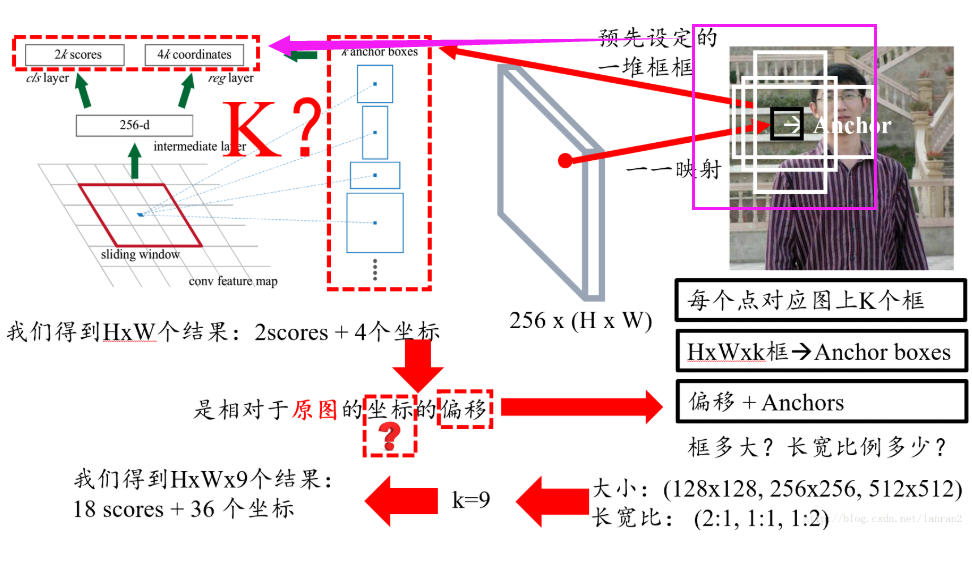 2k scores
4k coordinates
cls layer
reg layer
256-d
intermediate layer
K?
k anchor boxes
sliding window
conv feature map
预先设定的
一堆框框
→ Anchor
一一映射
256 x (H x W)
每个点对应图上K个框
HxWxk框→Anchor boxes
偏移 + Anchors
我们得到HxW个结果：2scores + 4个坐标
是相对于原图的坐标的偏移
?
框多大？长宽比例多少？
大小：(128x128, 256x256, 512x512)
长宽比： (2:1, 1:1, 1:2)
k=9
我们得到HxWx9个结果：
18 scores + 36 个坐标
blog.csdn.net/lanran2